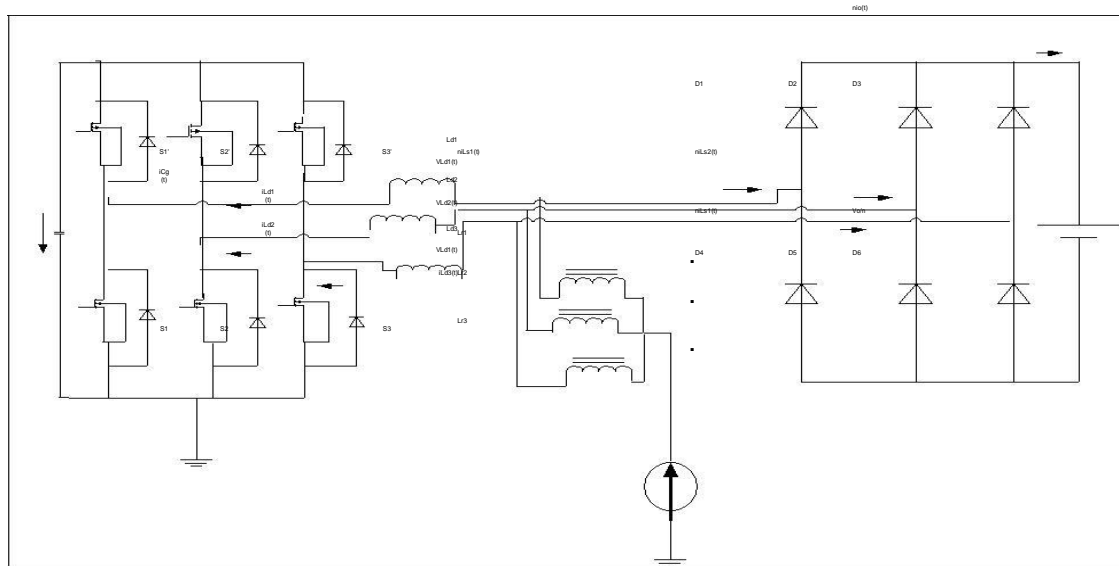 nio(t)
D1 D2 D3
Ld1
S1' S2' S3' niLs1(t) niLs2(t)
VLd1(t)
iCg
(t)
Ld2
iLd1
(t)
VLd2(t)
niLs1(t) Vo/n
iLd2
(t)
Ld3
Lr1
VLd1(t) D4 D5 D6
iLd3(t) Lr2
S1 S2 S3 Lr3